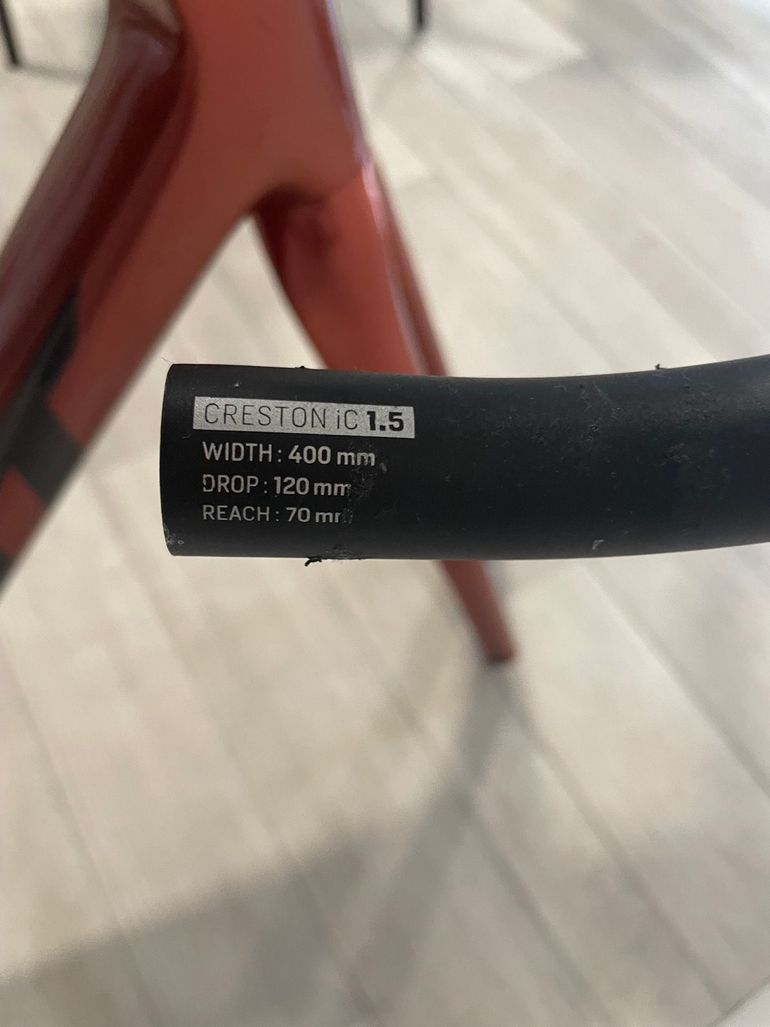 CRESTON iC 1.5
WIDTH : 400 mm
DROP : 120 mm
REACH : 70 mm